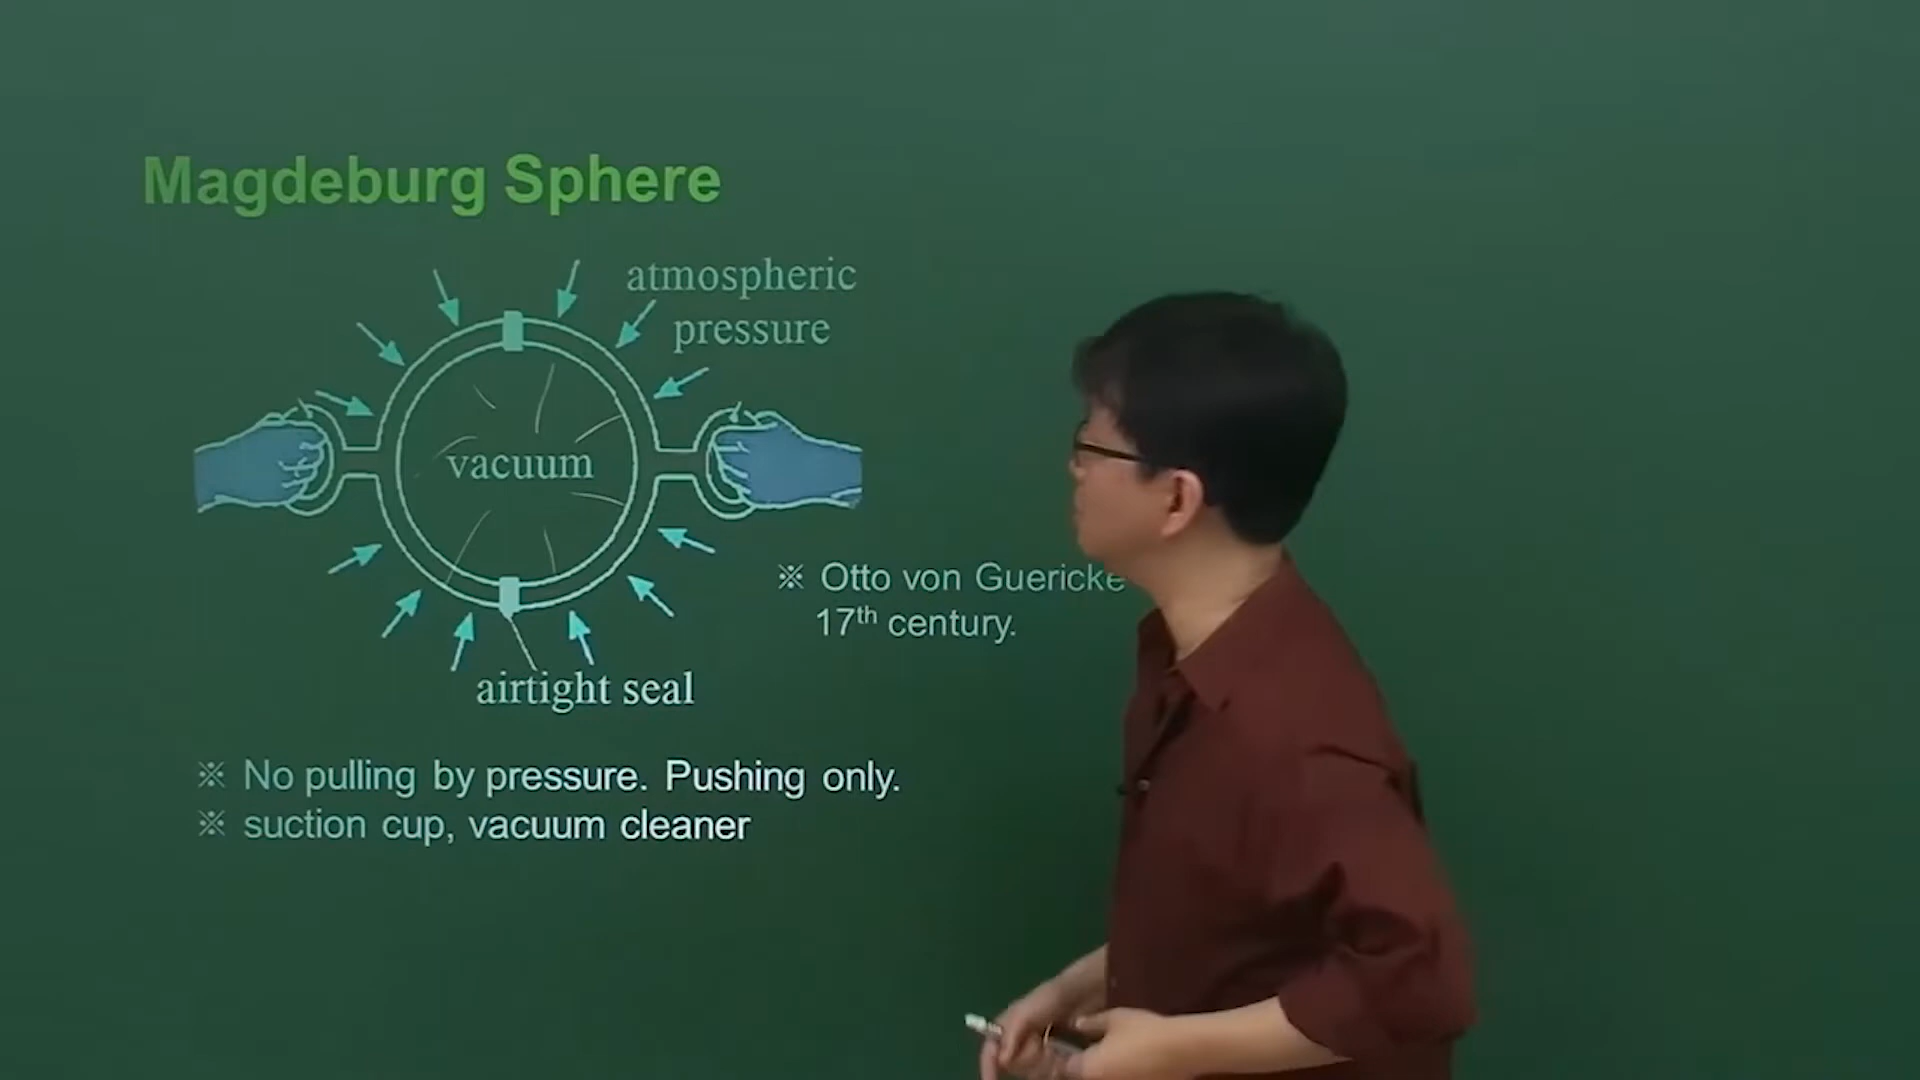 Magdeburg Sphere
atmospheric
pressure
vacuum
※ Otto von Guericke
17th century.
airtight seal
※ No pulling by pressure. Pushing only.
※ suction cup, vacuum cleaner